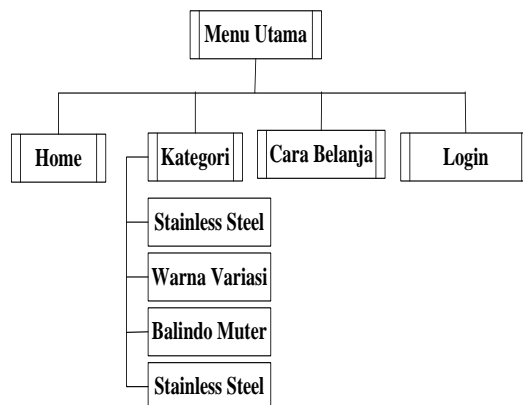 Menu Utama
Home
Kategori
Cara Belanja
Login
Stainless Steel
Warna Variasi
Balindo Muter
Stainless Steel